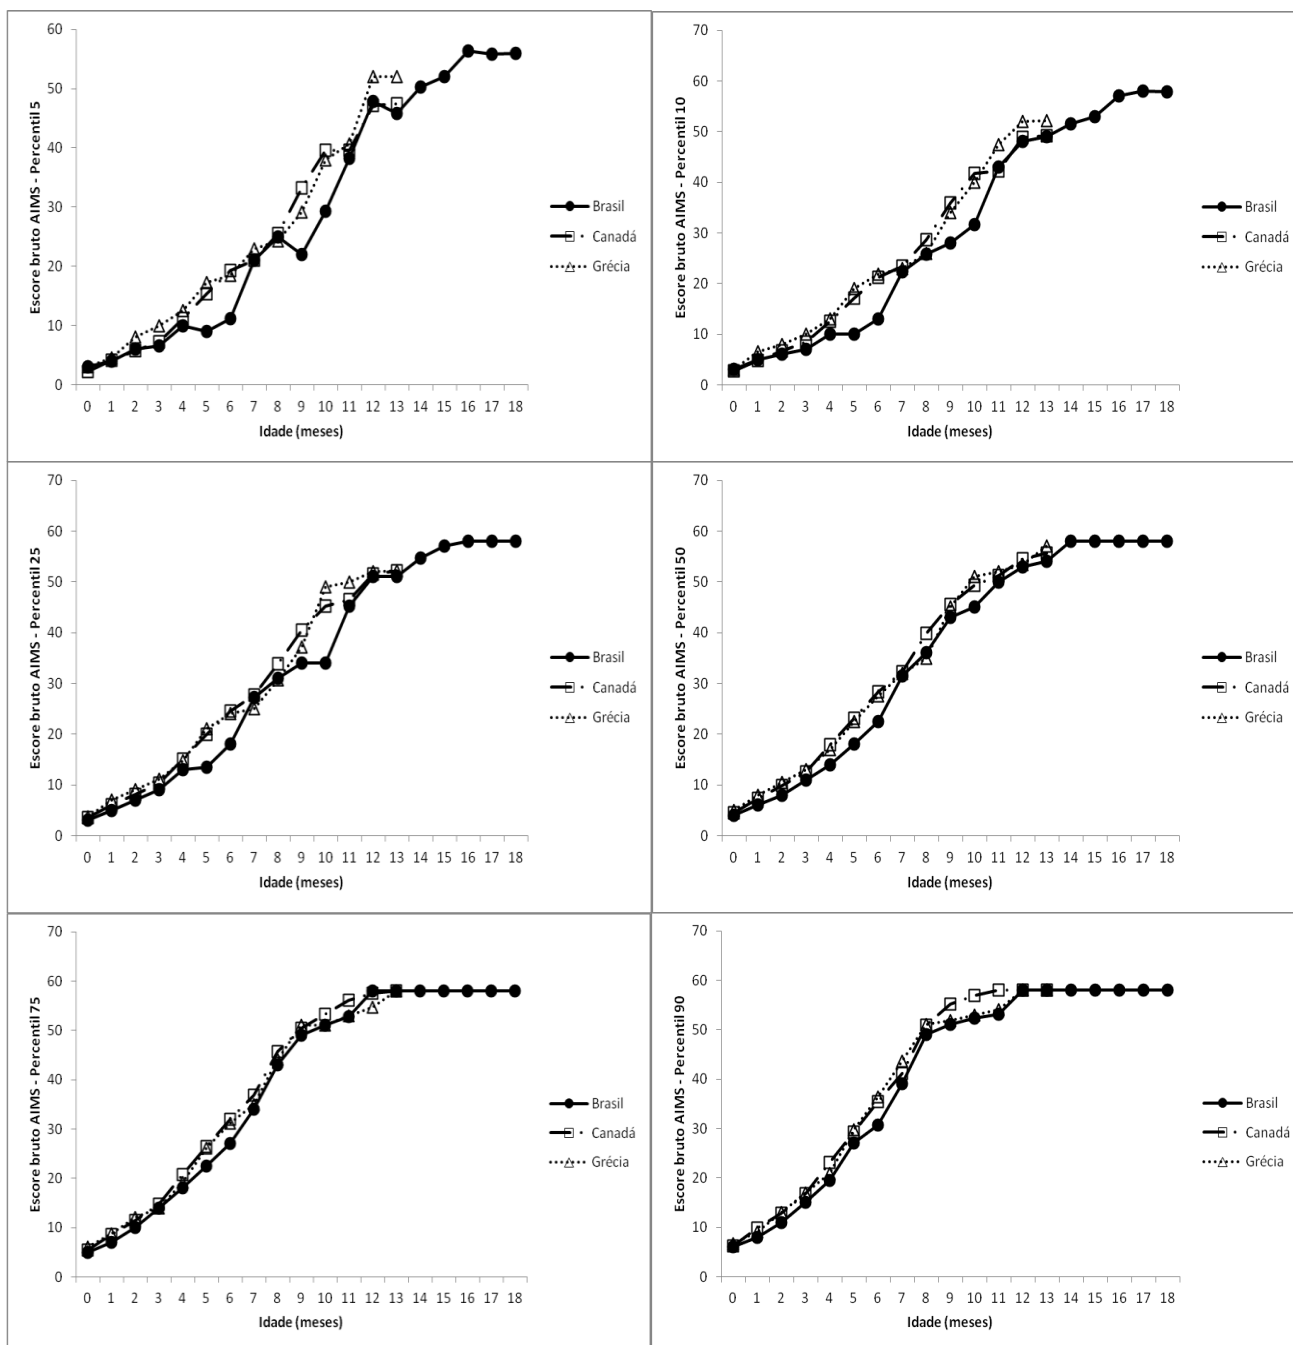 Escore bruto AIMS - Percentil 5
60
50
40
30
20
10
0
0 1 2 3 4 5 6 7 8 9 10 11 12 13 14 15 16 17 18
Idade (meses)
Brasil
Canadá
Grécia
Escore bruto AIMS - Percentil 10
70
60
50
40
30
20
10
0
0 1 2 3 4 5 6 7 8 9 10 11 12 13 14 15 16 17 18
Idade (meses)
Brasil
Canadá
Grécia
Escore bruto AIMS - Percentil 25
70
60
50
40
30
20
10
0
0 1 2 3 4 5 6 7 8 9 10 11 12 13 14 15 16 17 18
Idade (meses)
Brasil
Canadá
Grécia
Escore bruto AIMS - Percentil 50
70
60
50
40
30
20
10
0
0 1 2 3 4 5 6 7 8 9 10 11 12 13 14 15 16 17 18
Idade (meses)
Brasil
Canadá
Grécia
Escore bruto AIMS - Percentil 75
70
60
50
40
30
20
10
0
0 1 2 3 4 5 6 7 8 9 10 11 12 13 14 15 16 17 18
Idade (meses)
Brasil
Canadá
Grécia
Escore bruto AIMS - Percentil 90
70
60
50
40
30
20
10
0
0 1 2 3 4 5 6 7 8 9 10 11 12 13 14 15 16 17 18
Idade (meses)
Brasil
Canadá
Grécia